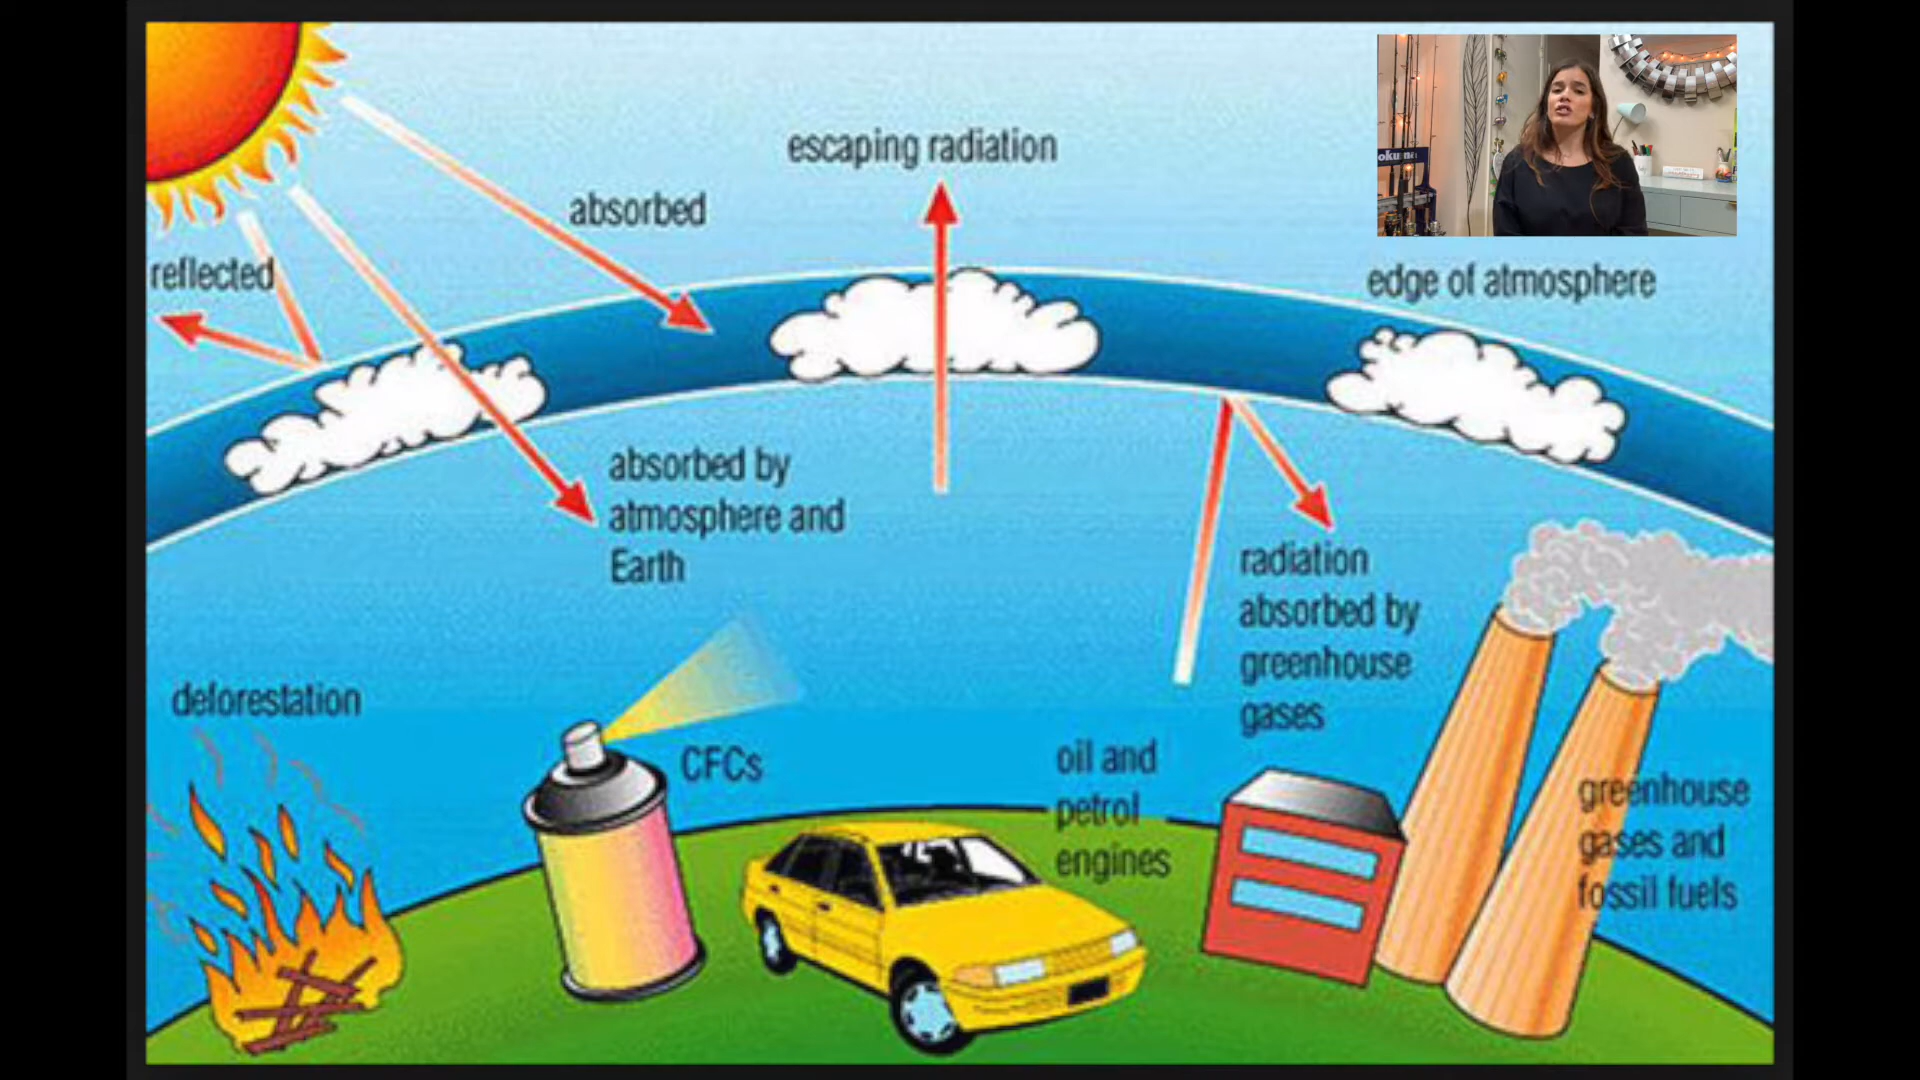 escaping radiation
absorbed
reflected
edge of atmosphere
absorbed by
atmosphere and
Earth
radiation
absorbed by
greenhouse
gases
deforestation
CFCs
oil and
petrol
engines
greenhouse
gases and
fossil fuels